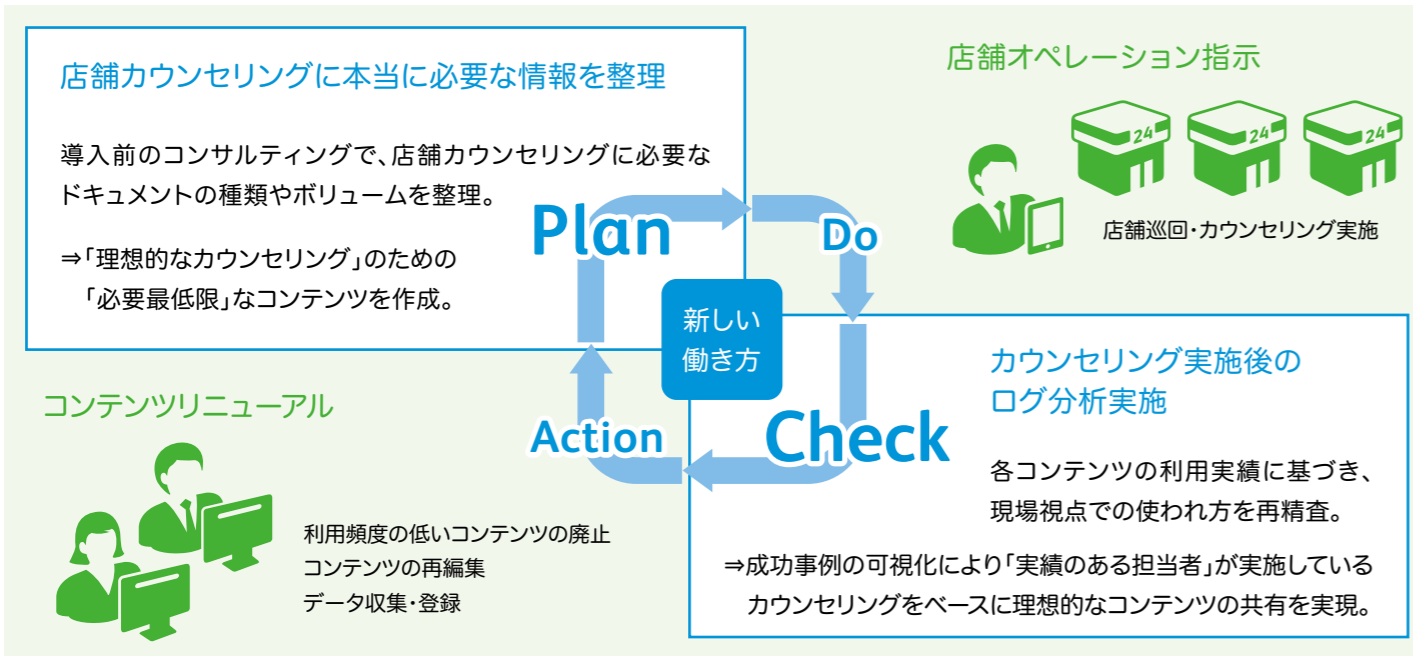 店舗カウンセリングに本当に必要な情報を整理
導入前のコンサルティングで、店舗カウンセリングに必要な
ドキュメントの種類やボリュームを整理。
⇒「理想的なカウンセリング」のための
「必要最低限」なコンテンツを作成。
Plan
店舗オペレーション指示
24
24
24
店舗巡回・カウンセリング実施
Do
新しい
働き方
カウンセリング実施後の
ログ分析実施
各コンテンツの利用実績に基づき、
現場視点での使われ方を再精査。
⇒成功事例の可視化により「実績のある担当者」が実施している
カウンセリングをベースに理想的なコンテンツの共有を実現。
Check
Action
コンテンツリニューアル
利用頻度の低いコンテンツの廃止
コンテンツの再編集
データ収集・登録